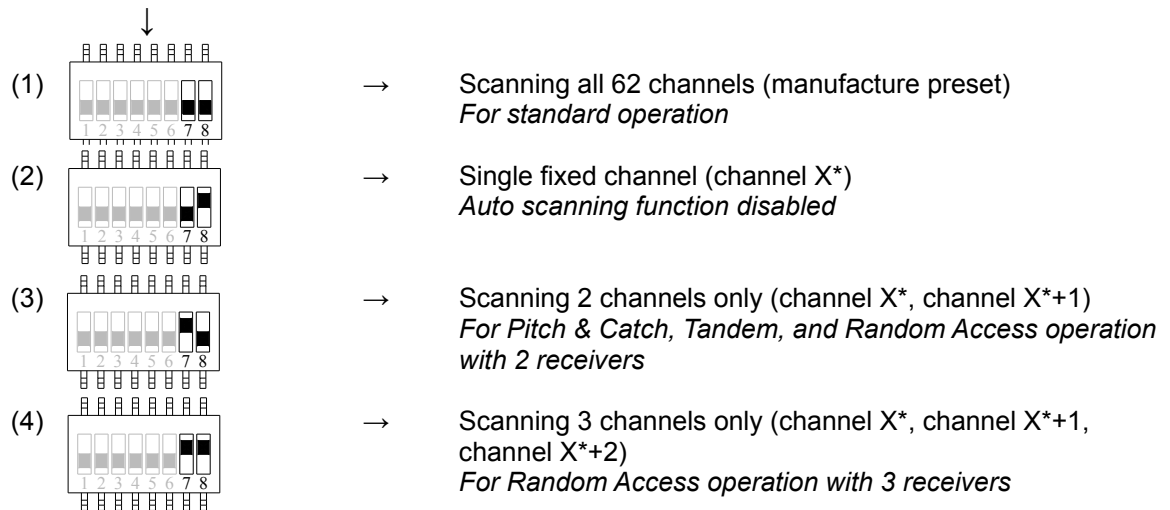 ↓
(1) → Scanning all 62 channels (manufacture preset)
For standard operation
1 2 3 4 5 6 7 8
(2) → Single fixed channel (channel X*)
Auto scanning function disabled
1 2 3 4 5 6 7 8
(3) → Scanning 2 channels only (channel X*, channel X*+1)
For Pitch & Catch, Tandem, and Random Access operation
with 2 receivers
1 2 3 4 5 6 7 8
(4) → Scanning 3 channels only (channel X*, channel X*+1,
channel X*+2)
For Random Access operation with 3 receivers
1 2 3 4 5 6 7 8